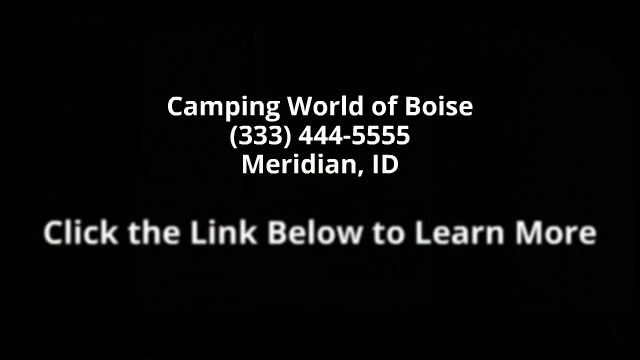 Camping World of Boise
(333) 444-5555
Meridian, ID
Click the Link Below to Learn More